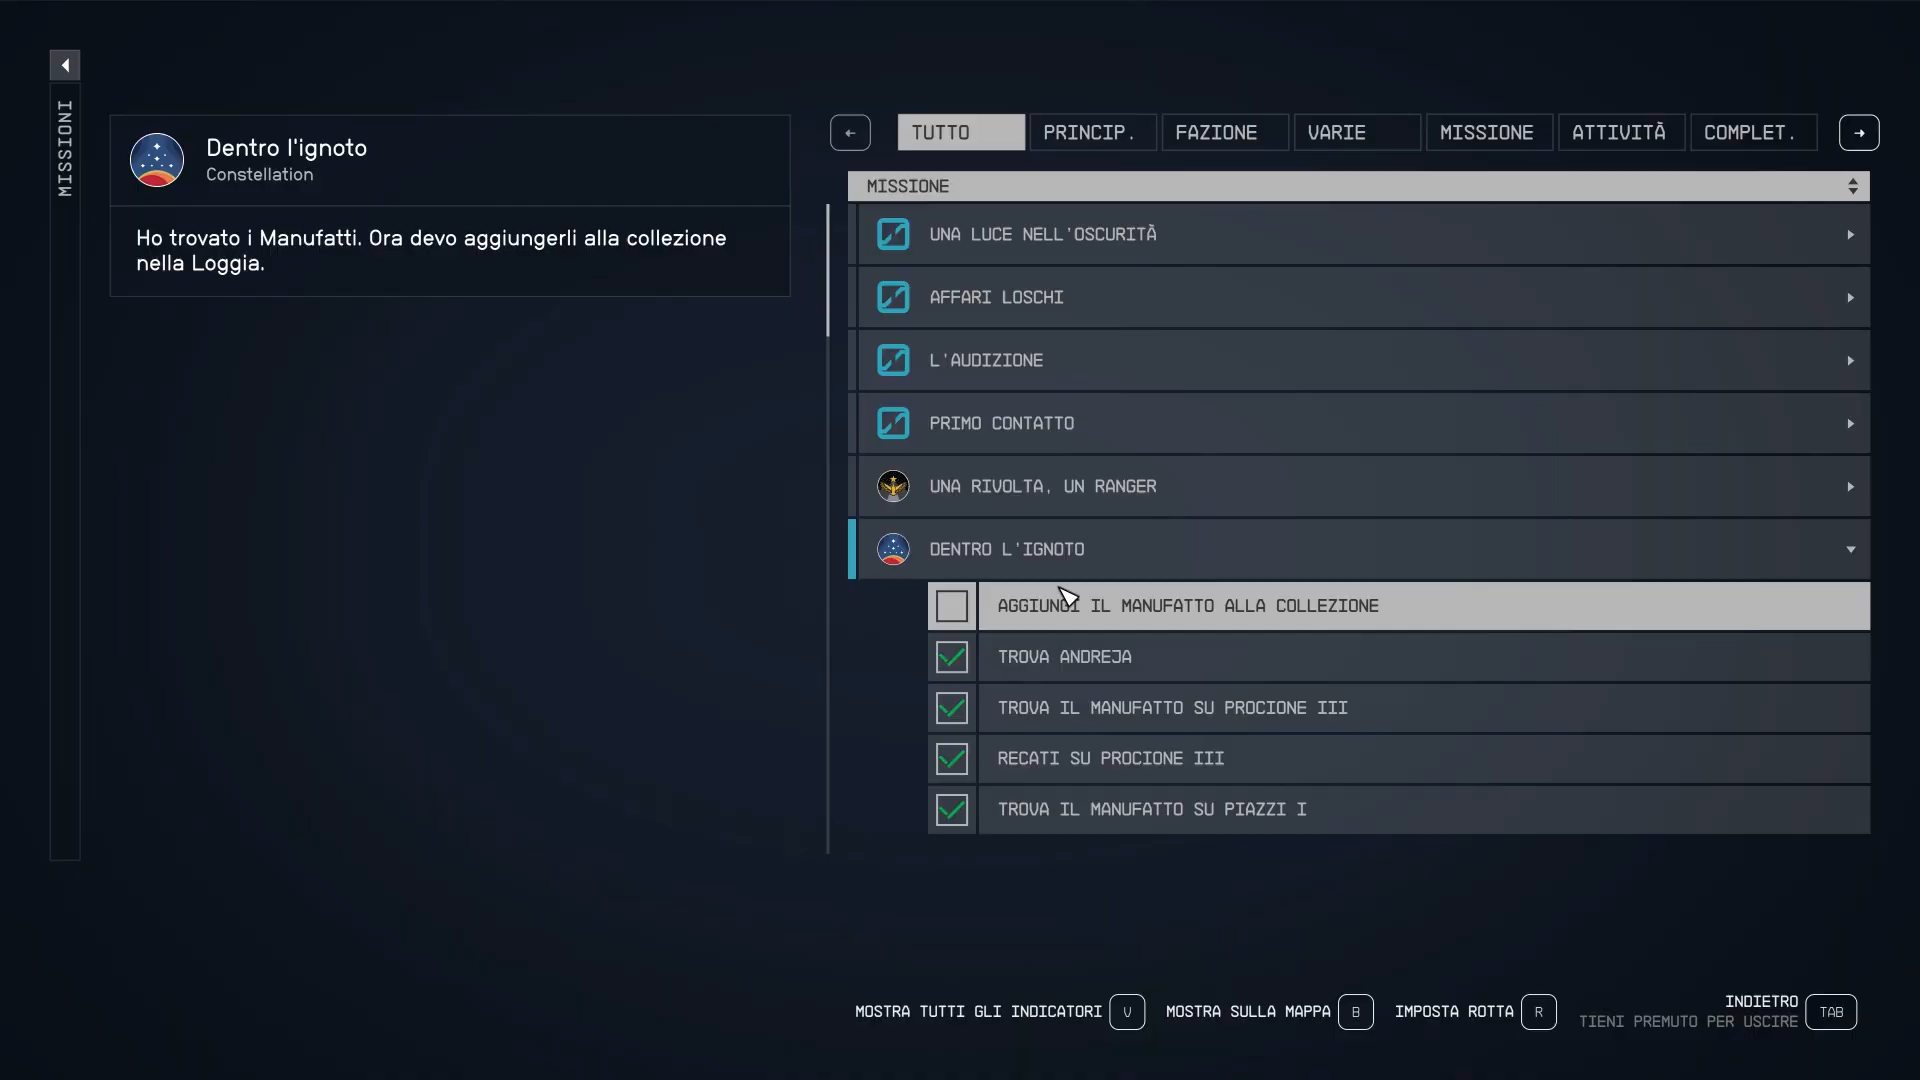 MISSIONI
Dentro l'ignoto
Constellation
Ho trovato i Manufatti. Ora devo aggiungerli alla collezione
nella Loggia.
TUTTO
PRINCIP.
FAZIONE
VARIE
MISSIONE
ATTIVITÀ
COMPLET.
MISSIONE
UNA LUCE NELL'OSCURITÀ
AFFARI LOSCHI
L'AUDIZIONE
PRIMO CONTATTO
UNA RIVOLTA, UN RANGER
DENTRO L'IGNOTO
AGGIUNGI IL MANUFATTO ALLA COLLEZIONE
TROVA ANDREJA
TROVA IL MANUFATTO SU PROCIONE III
RECATI SU PROCIONE III
TROVA IL MANUFATTO SU PIAZZI I
MOSTRA TUTTI GLI INDICATORI V
MOSTRA SULLA MAPPA B
IMPOSTA ROTTA R
INDIETRO
TIENI PREMUTO PER USCIRE
TAB